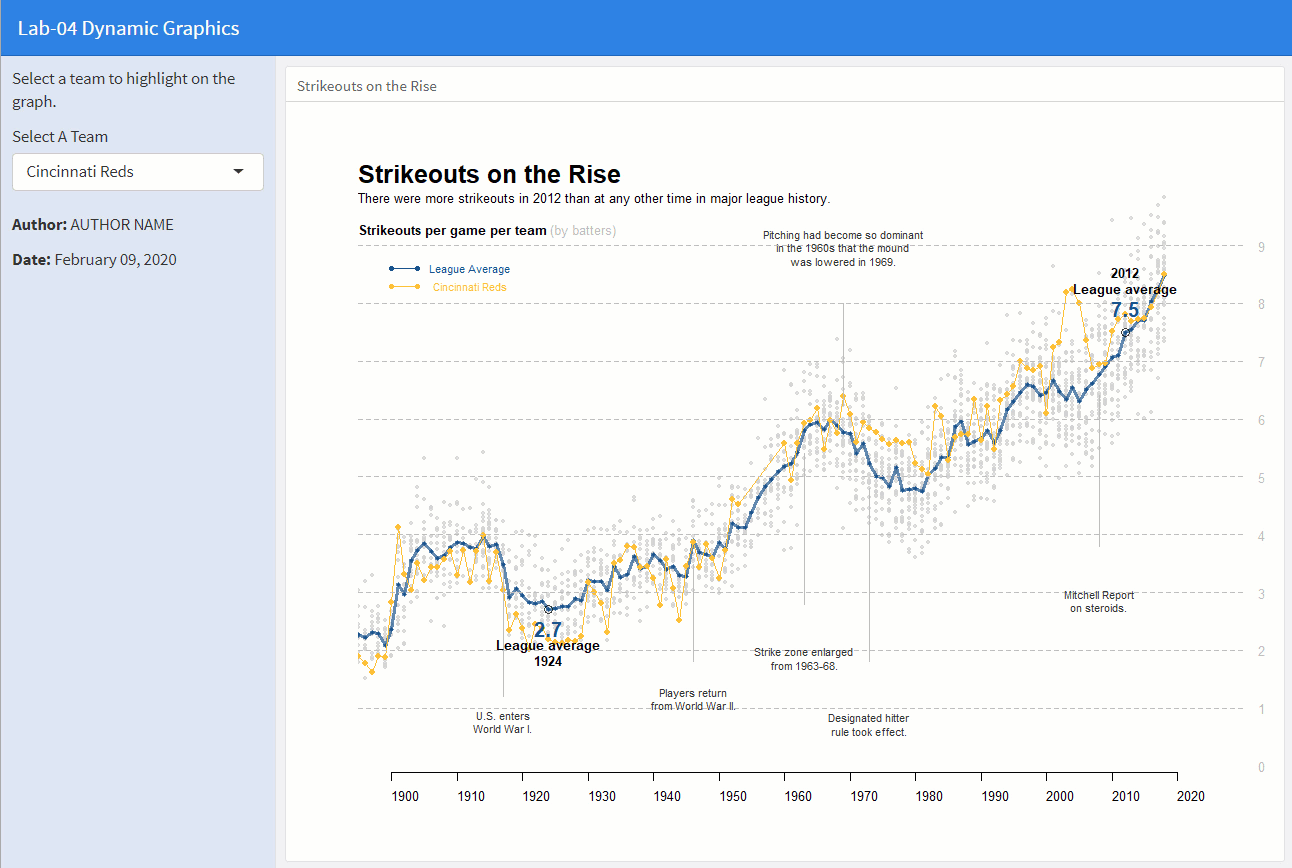 Lab-04 Dynamic Graphics
Select a team to highlight on the
graph.
Select A Team
Cincinnati Reds
Author: AUTHOR NAME
Date: February 09, 2020
Strikeouts on the Rise
Strikeouts on the Rise
There were more strikeouts in 2012 than at any other time in major league history.
Strikeouts per game per team (by batters)
Pitching had become so dominant
in the 1960s that the mound
was lowered in 1969.
League Average
Cincinnati Reds
2012
League average
7.5
9
8
7
6
5
4
3
2
1
0
2.7
League average
1924
Mitchell Report
on steroids.
Strike zone enlarged
from 1963-68.
Players return
from World War II.
U.S. enters
World War I.
Designated hitter
rule took effect.
1900 1910 1920 1930 1940 1950 1960 1970 1980 1990 2000 2010 2020